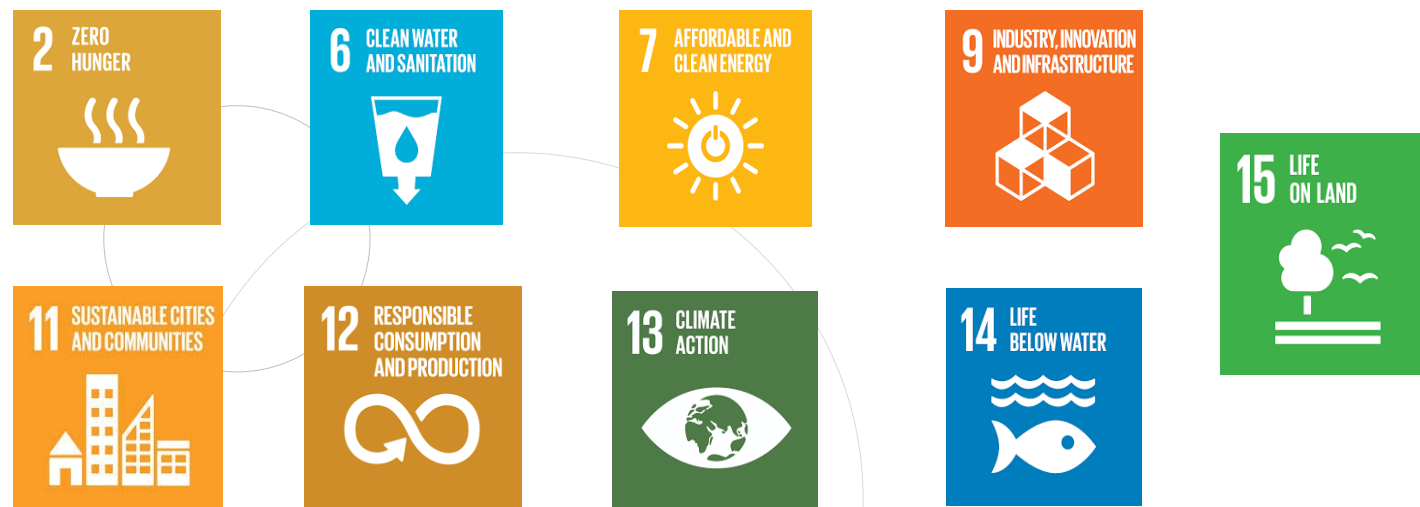 2 ZERO
HUNGER
6 CLEAN WATER
AND SANITATION
7 AFFORDABLE AND
CLEAN ENERGY
9 INDUSTRY, INNOVATION
AND INFRASTRUCTURE
15 LIFE
ON LAND
11 SUSTAINABLE CITIES
AND COMMUNITIES
12 RESPONSIBLE
CONSUMPTION
AND PRODUCTION
13 CLIMATE
ACTION
14 LIFE
BELOW WATER